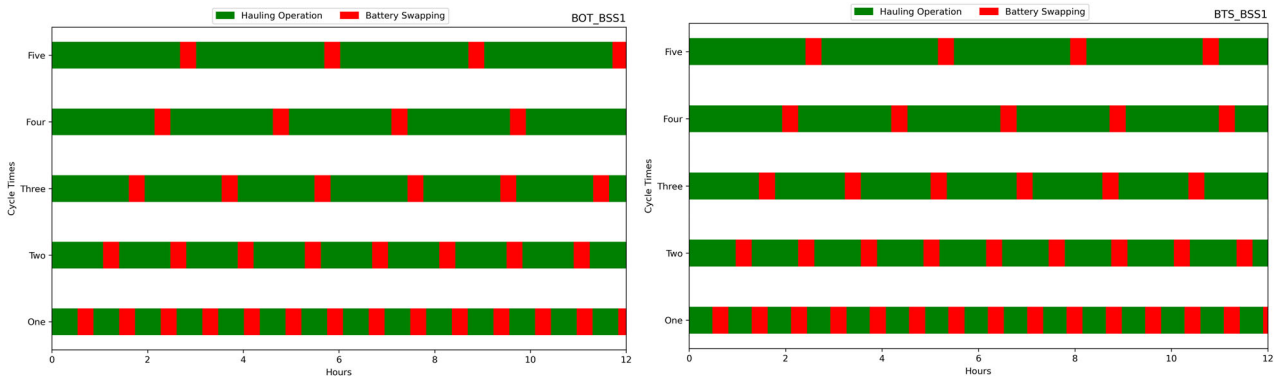 Hauling Operation Battery Swapping
BOT_BSS1
Five
Four
Three
Two
One
Cycle Times
0 2 4 6 8 10 12
Hours
Hauling Operation Battery Swapping
BTS_BSS1
Five
Four
Three
Two
One
Cycle Times
0 2 4 6 8 10 12
Hours